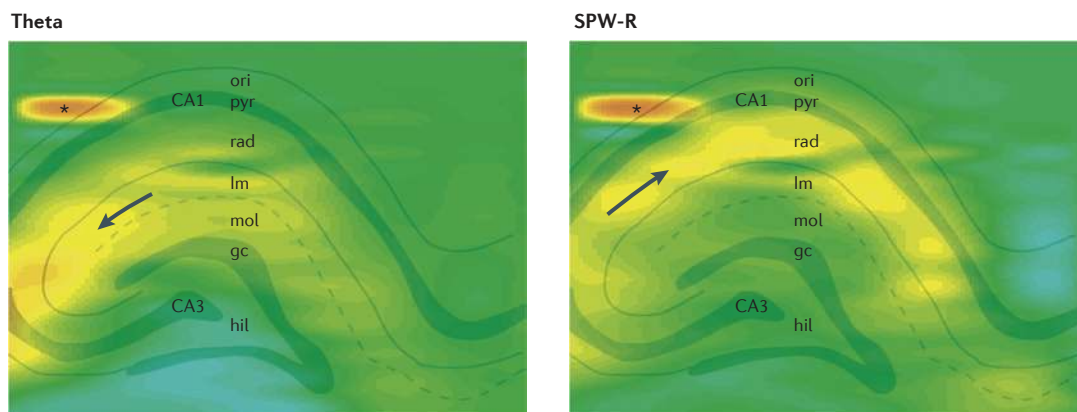 Theta
*
ori
CA1 pyr
rad
lm
mol
gc
CA3
hil
SPW-R
*
ori
CA1 pyr
rad
lm
mol
gc
CA3
hil